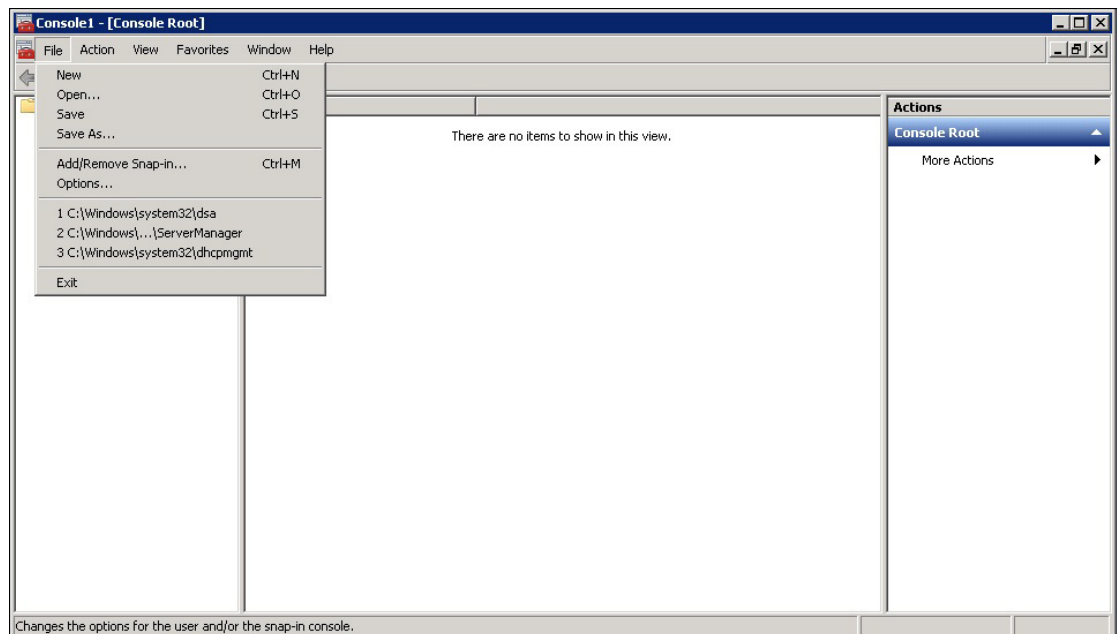 Console1 - [Console Root]
File Action View Favorites Window Help
New Ctrl+N
Open... Ctrl+O
Save Ctrl+S
Save As...
Add/Remove Snap-in... Ctrl+M
Options...
1 C:\Windows\system32\dsa
2 C:\Windows\...\ServerManager
3 C:\Windows\system32\dhcpmgmt
Exit
There are no items to show in this view.
Actions
Console Root
More Actions
Changes the options for the user and/or the snap-in console.